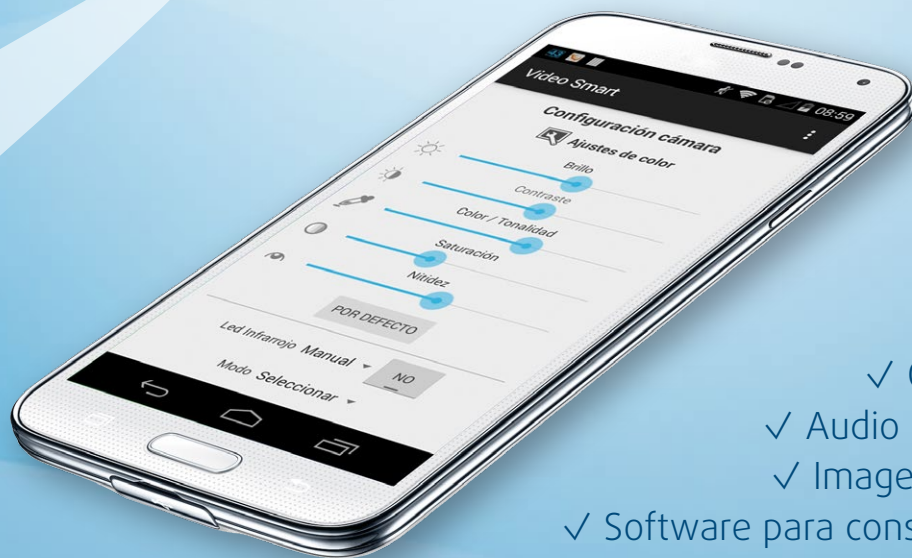 43
08:59
Video Smart
Configuración cámara
Ajustes de color
Brillo
Contraste
Color / Tonalidad
Saturación
Nitidez
POR DEFECTO
Led Infrarrojo Manual NO
Modo Seleccionar
✓
✓ Audio
✓ Image
✓ Software para cons